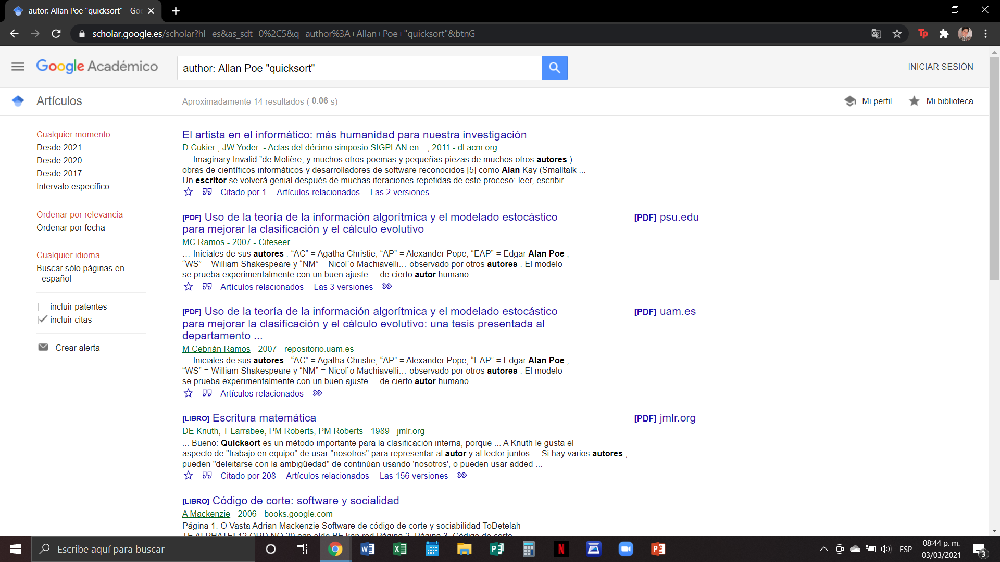 autor: Allan Poe "quicksort" - Goo
scholar.google.es/scholar?hl=es&as_sdt=0%2C5&q=author%3A+Allan+Poe+"quicksort"&btnG=
Google Académico
author: Allan Poe "quicksort"
INICIAR SESIÓN
Artículos
Aproximadamente 14 resultados ( 0.06 s)
Mi perfil
Mi biblioteca
Cualquier momento
Desde 2021
Desde 2020
Desde 2017
Intervalo específico ...
Ordenar por relevancia
Ordenar por fecha
Cualquier idioma
Buscar sólo páginas en
español
incluir patentes
incluir citas
Crear alerta
El artista en el informático: más humanidad para nuestra investigación
D Cukier , JW Yoder - Actas del décimo simposio SIGPLAN en…, 2011 - dl.acm.org
… Imaginary Invalid ”de Molière; y muchos otros poemas y pequeñas piezas de muchos otros autores ) …
obras de científicos informáticos y desarrolladores de software reconocidos [5] como Alan Kay (Smalltalk …
Un escritor se volverá genial después de muchas iteraciones repetidas de este proceso: leer, escribir …
Citado por 1 Artículos relacionados Las 2 versiones
[PDF] Uso de la teoría de la información algorítmica y el modelado estocástico
para mejorar la clasificación y el cálculo evolutivo
[PDF] psu.edu
MC Ramos - 2007 - Citeseer
… Iniciales de sus autores : “AC” = Agatha Christie, “AP” = Alexander Pope, “EAP” = Edgar Alan Poe ,
“WS” = William Shakespeare y “NM” = Nicol`o Machiavelli… observado por otros autores . El modelo
se prueba experimentalmente con un buen ajuste ... de cierto autor humano …
Artículos relacionados Las 3 versiones
[PDF] Uso de la teoría de la información algorítmica y el modelado estocástico
para mejorar la clasificación y el cálculo evolutivo: una tesis presentada al
departamento ...
[PDF] uam.es
M Cebrián Ramos - 2007 - repositorio.uam.es
… Iniciales de sus autores : “AC” = Agatha Christie, “AP” = Alexander Pope, “EAP” = Edgar Alan Poe ,
“WS” = William Shakespeare y “NM” = Nicol`o Machiavelli… observado por otros autores . El modelo
se prueba experimentalmente con un buen ajuste ... de cierto autor humano …
Artículos relacionados
[LIBRO] Escritura matemática
[PDF] jmlr.org
DE Knuth, T Larrabee, PM Roberts, PM Roberts - 1989 - jmlr.org
... Bueno: Quicksort es un método importante para la clasificación interna, porque ... A Knuth le gusta el
aspecto de "trabajo en equipo" de usar "nosotros" para representar al autor y al lector juntos ... Si hay varios autores ,
pueden "deleitarse con la ambigüedad" de continúan usando 'nosotros', o pueden usar added …
Citado por 208 Artículos relacionados Las 156 versiones
[LIBRO] Código de corte: software y socialidad
A Mackenzie - 2006 - books.google.com
Página 1. O Vasta Adrian Mackenzie Software de código de corte y sociabilidad ToDetelah
Escribe aquí para buscar
ESP
08:44 p. m.
03/03/2021
3